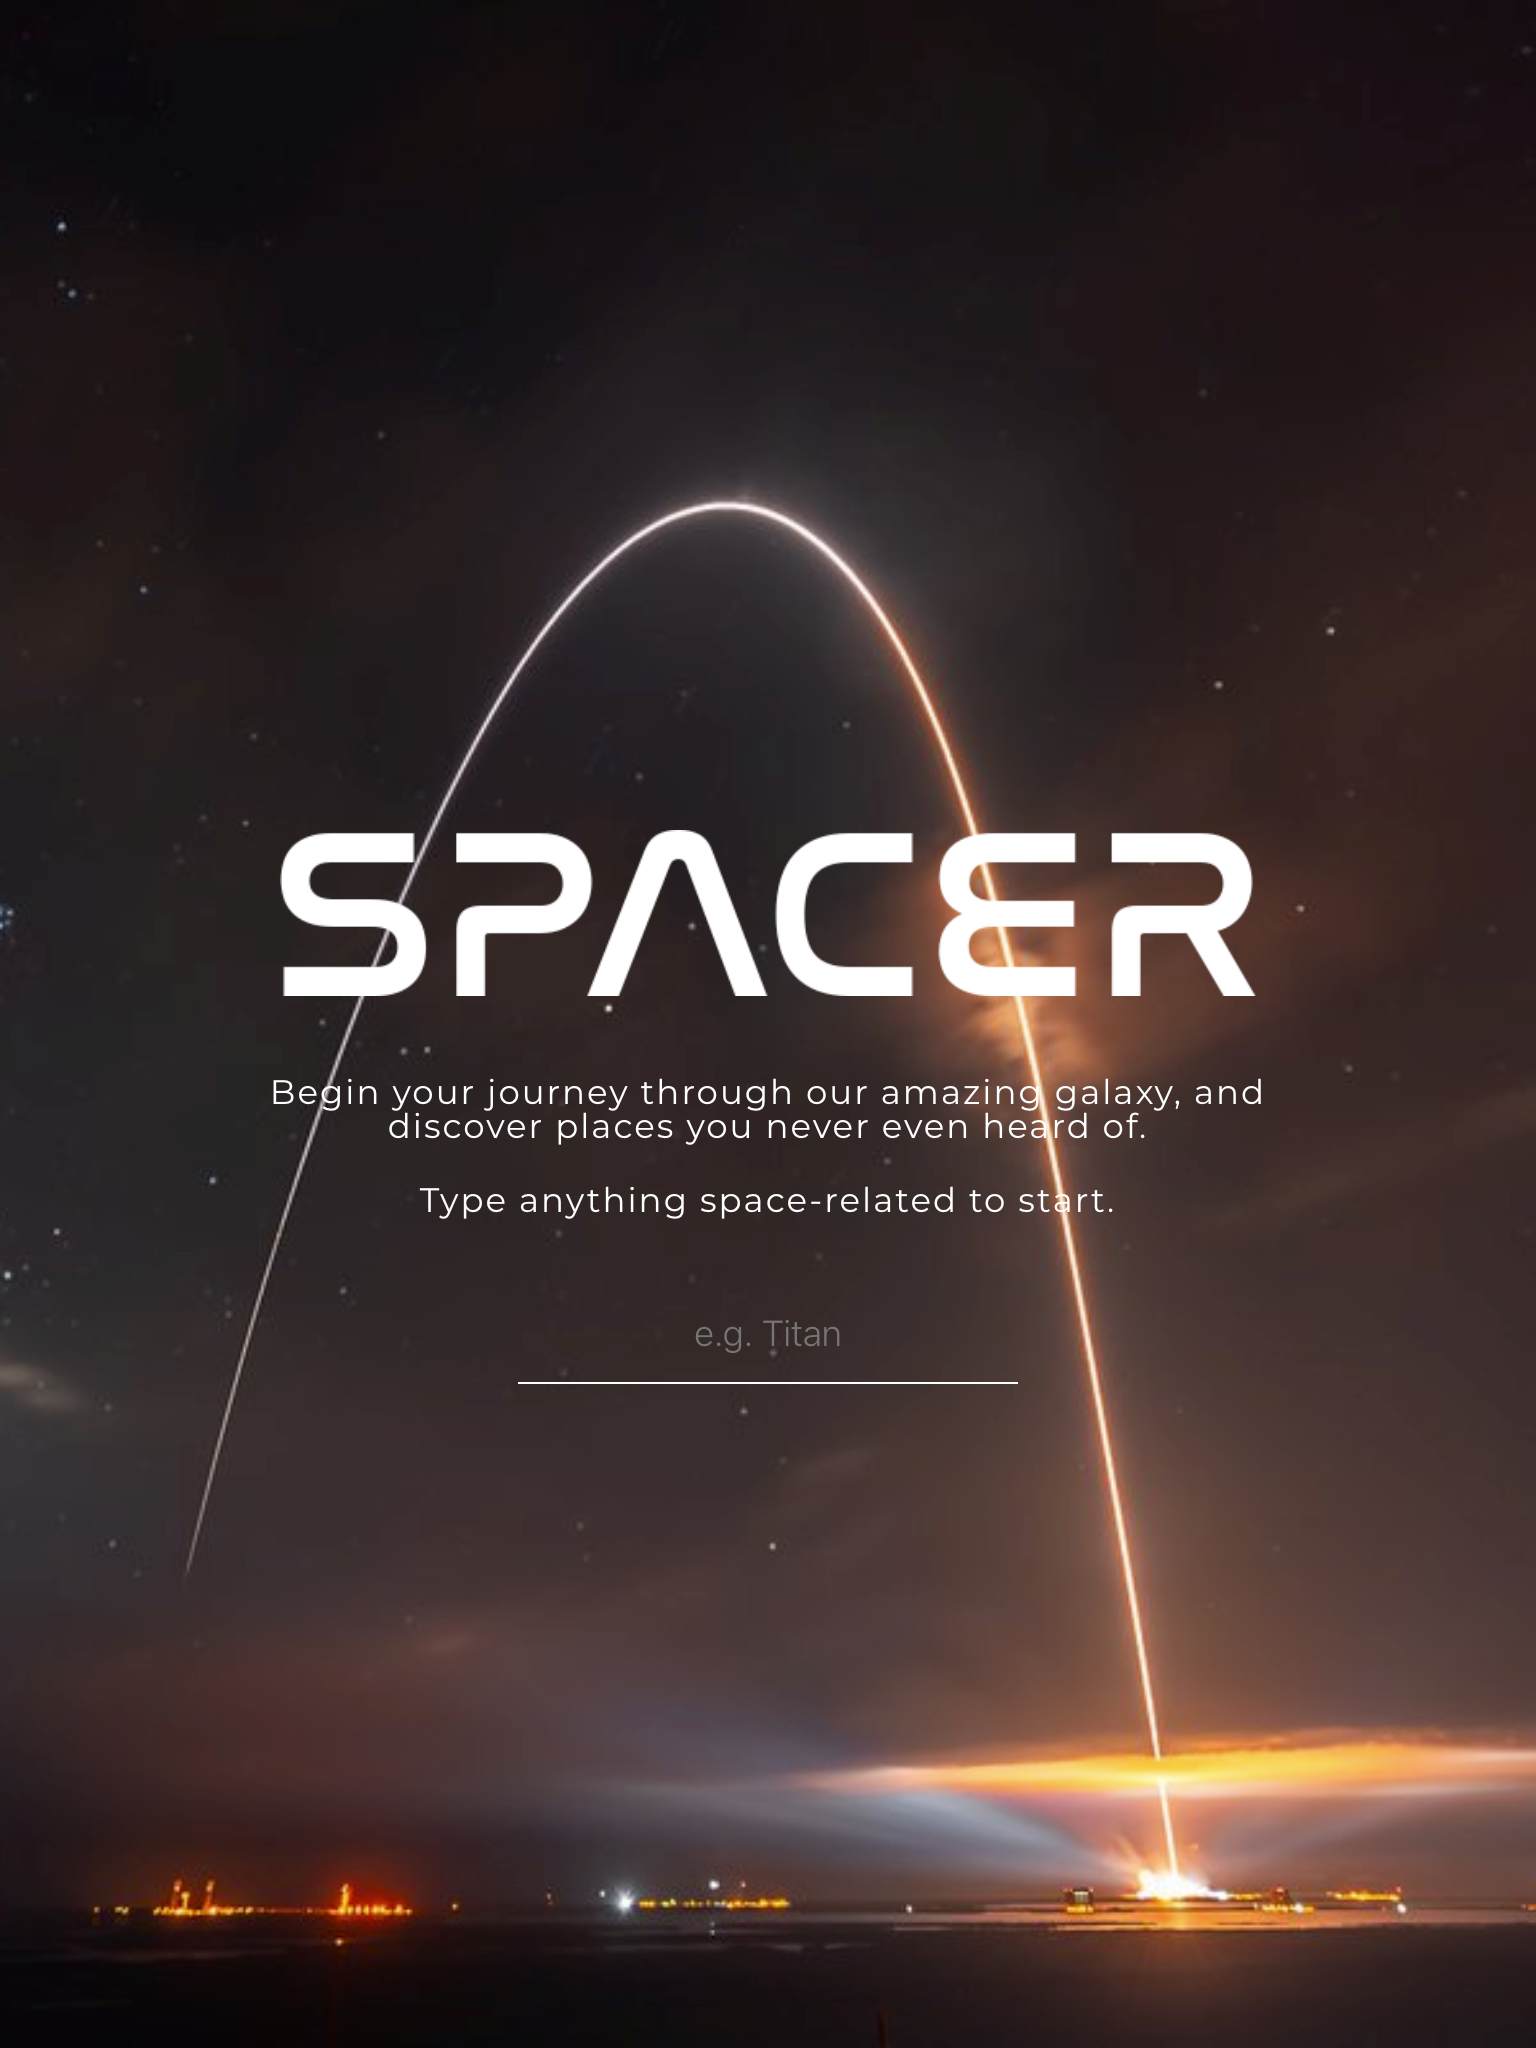 SPACER
Begin your journey through our amazing galaxy, and
discover places you never even heard of.
Type anything space-related to start.
e.g. Titan